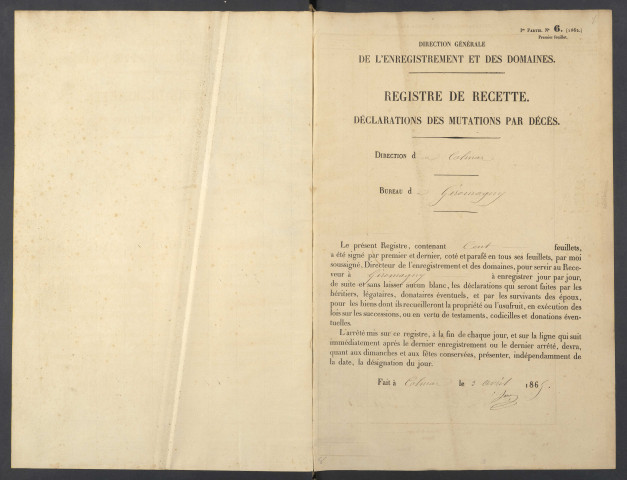 3e PARTIE. No 6. (1864.)
Premier feuillet.
DIRECTION GÉNÉRALE
DE L'ENREGISTREMENT ET DES DOMAINES.
REGISTRE DE RECETTE.
DÉCLARATIONS DES MUTATIONS PAR DÉCÈS.
DIRECTION de Colmar
BUREAU de Giromagny
Le présent Registre, contenant Cent feuillets,
a été signé par premier et dernier, coté et parafé en tous ses feuillets, par moi
soussigné, Directeur de l'enregistrement et des domaines, pour servir au Rece-
veur à Giromagny à enregistrer jour par jour,
de suite et sans laisser aucun blanc, les déclarations qui seront faites par les
héritiers, légataires, donataires éventuels, et par les survivants des époux,
pour les biens dont ils recueilleront la propriété ou l'usufruit, en exécution des
lois sur les successions, ou en vertu de testaments, codicilles et donations éven-
tuelles.
L'arrêté mis sur ce registre, à la fin de chaque jour, et sur la ligne qui suit
immédiatement après le dernier enregistrement ou le dernier arrêté, devra,
quant aux dimanches et aux fêtes conservées, présenter, indépendamment de
la date, la désignation du jour.
Fait à Colmar le 2 avril 1865.